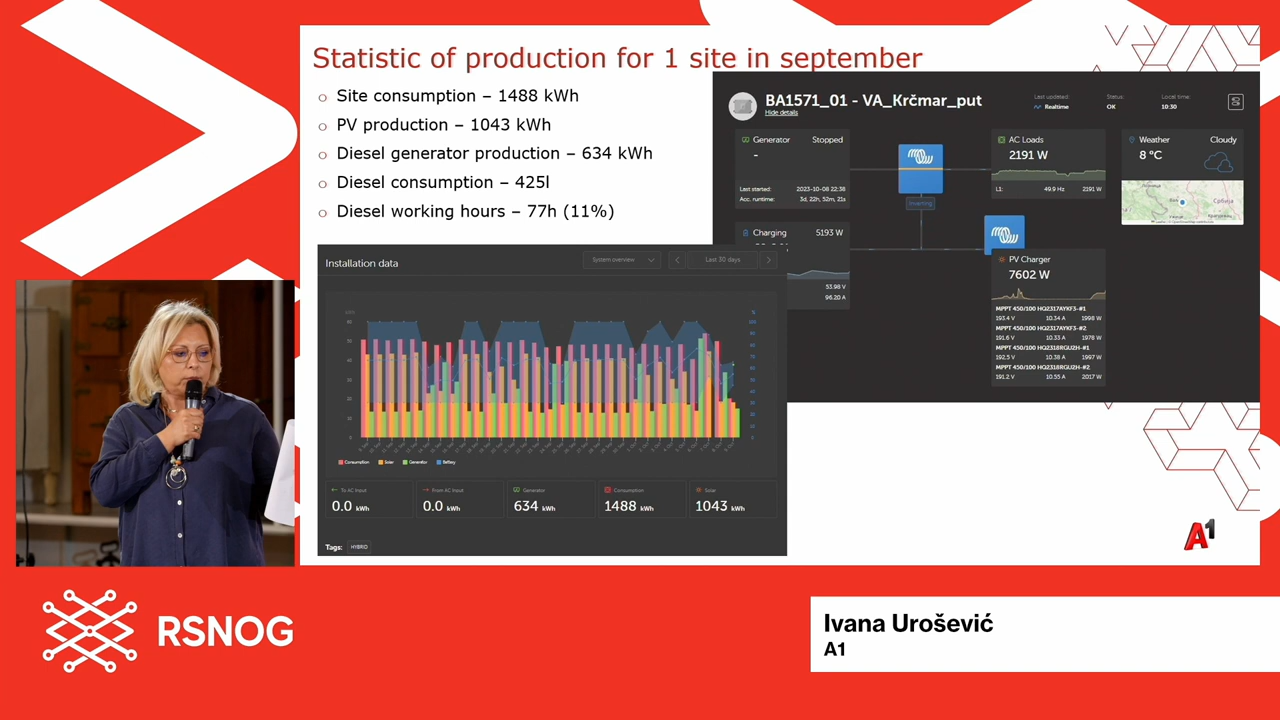 Statistic of production for 1 site in september
Site consumption – 1488 kWh
PV production – 1043 kWh
Diesel generator production – 634 kWh
Diesel consumption – 425l
Diesel working hours – 77h (11%)
BA1571_01 - VA_Krčmar_put
Hide details
Last updated:
Realtime
Status:
OK
Local time:
10:30
Generator Stopped
-
Last started: 2023-10-08 22:38
Acc. runtime: 3d, 22h, 52m, 21s
Inverting
AC Loads
2191 W
L1: 49.9 Hz 2191 W
Weather Cloudy
8 °C
Charging 5193 W
53.98 V
96.20 A
PV Charger
7602 W
MPPT 450/100 HQ2317AYKF3-#1
193.4 V 10.34 A 1998 W
MPPT 450/100 HQ2317AYKF3-#2
191.6 V 10.33 A 1978 W
MPPT 450/100 HQ2318RGU2H-#1
192.5 V 10.38 A 1997 W
MPPT 450/100 HQ2318RGU2H-#2
191.2 V 10.55 A 2017 W
Installation data
System overview
Last 30 days
Consumption Solar Generator Battery
To AC Input
0.0 kWh
From AC Input
0.0 kWh
Generator
634 kWh
Consumption
1488 kWh
Solar
1043 kWh
Tags: HYBRID
A1
RSNOG
Ivana Urošević
A1